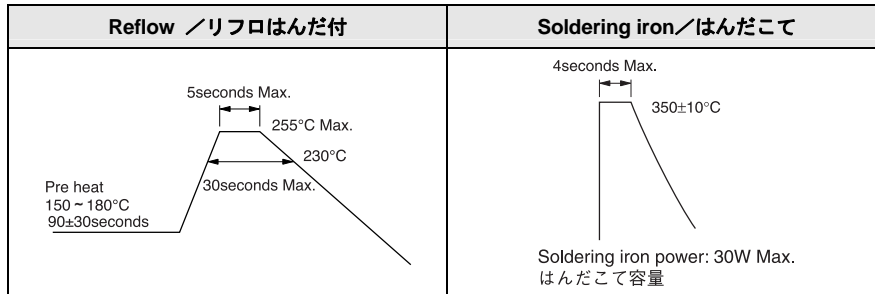 Reflow ／リフロはんだ付
Soldering iron／はんだこて
5seconds Max.
255°C Max.
230°C
30seconds Max.
Pre heat
150～180°C
90±30seconds
4seconds Max.
350±10°C
Soldering iron power: 30W Max.
はんだこて容量